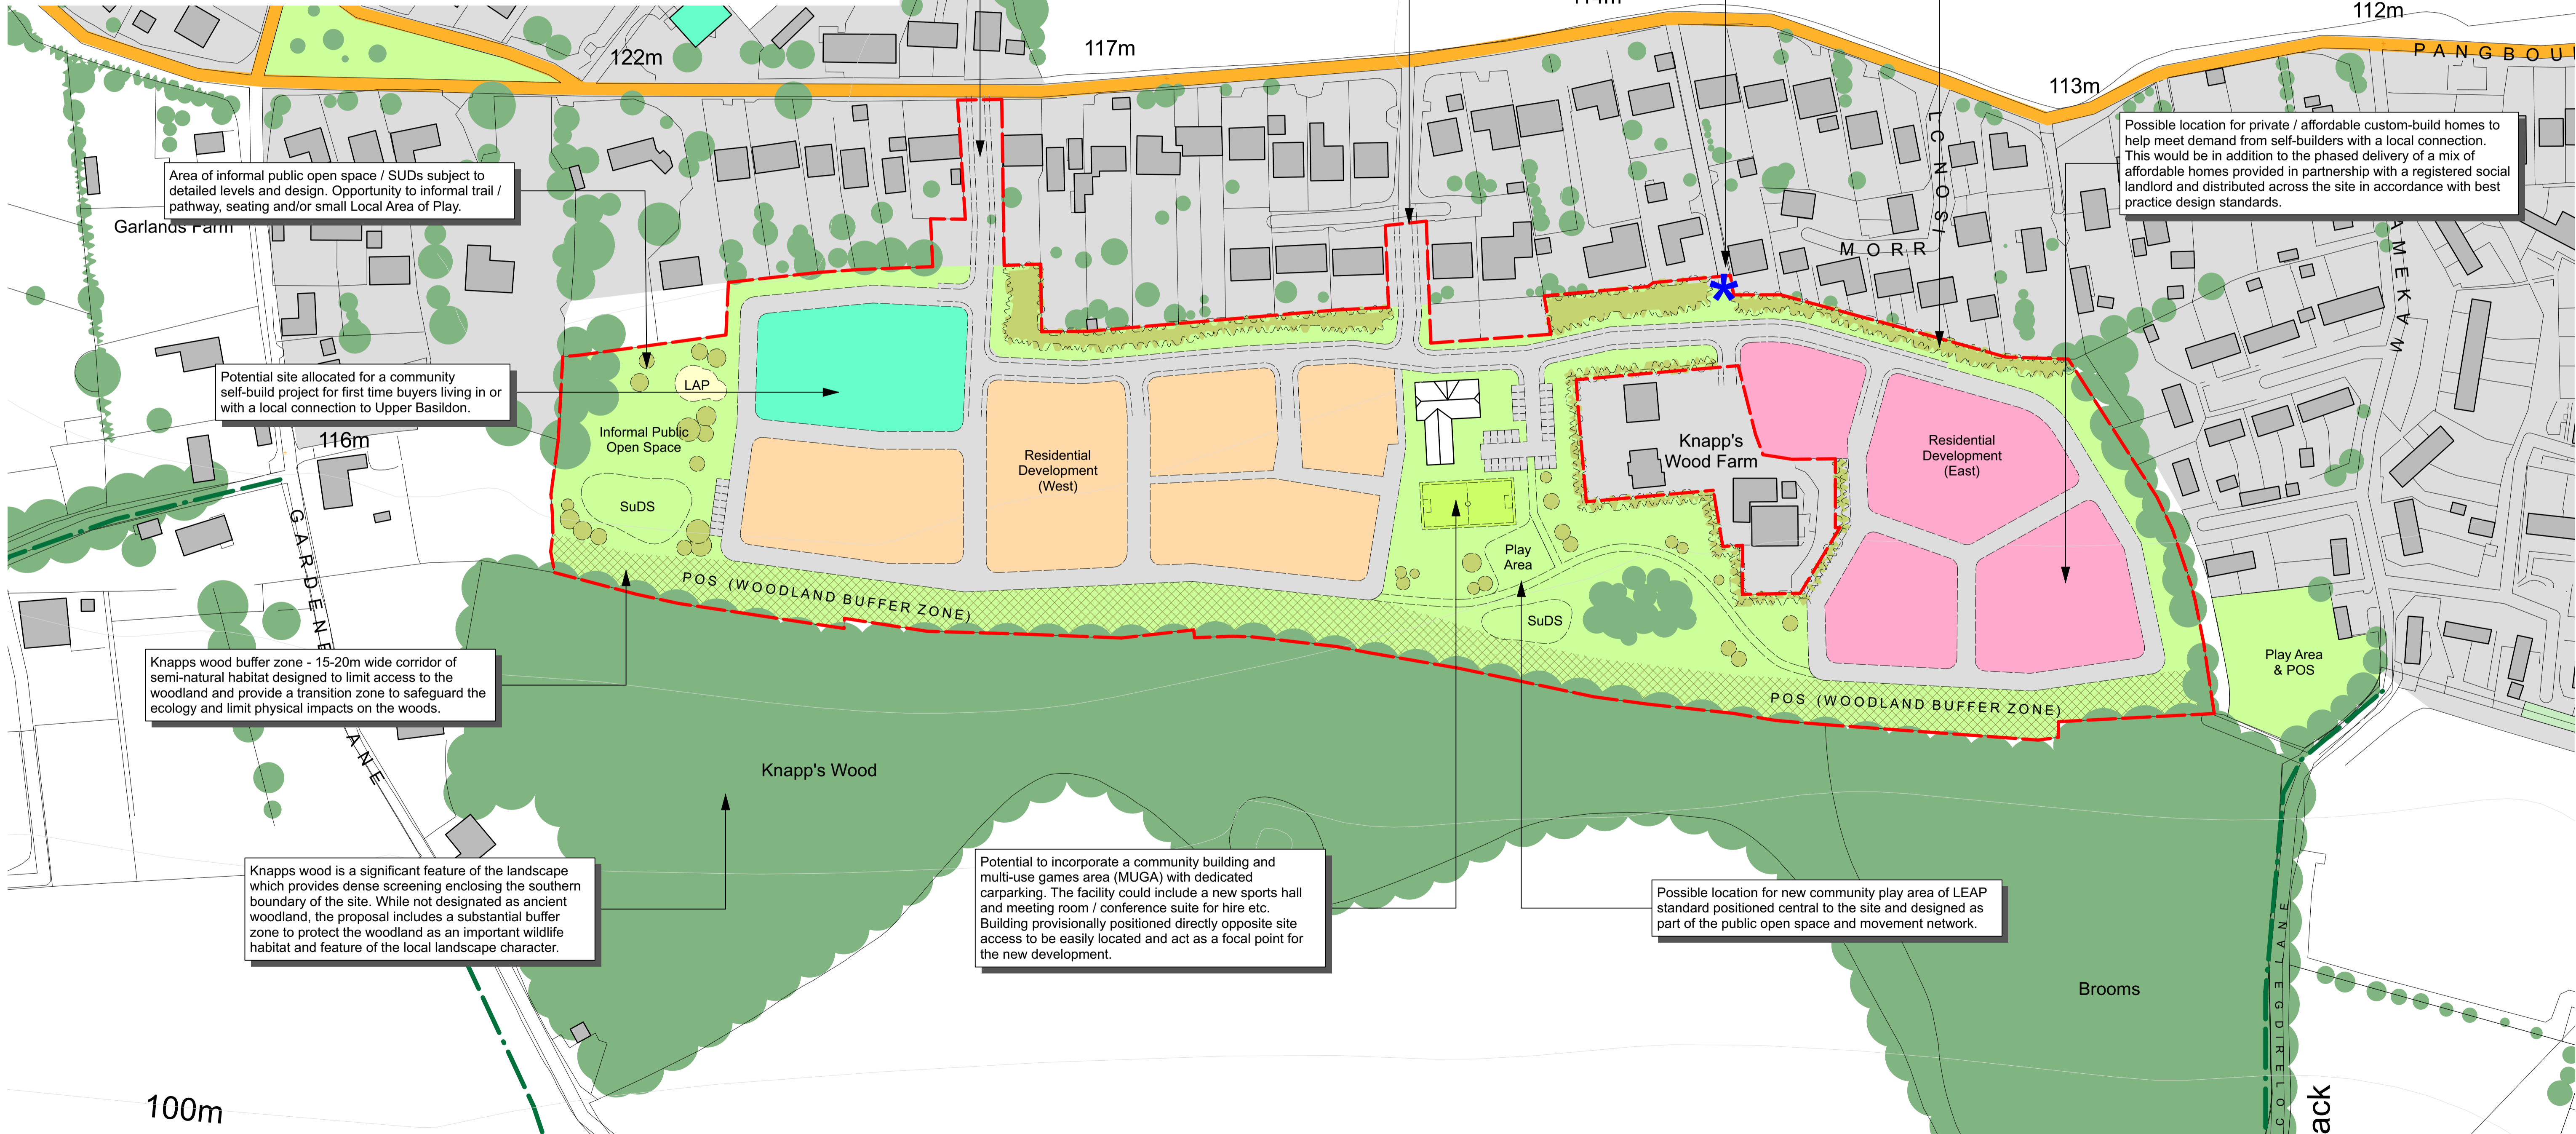 112m
117m
122m
113m
Possible location for private / affordable custom-build homes to
help meet demand from self-builders with a local connection.
This would be in addition to the phased delivery of a mix of
affordable homes provided in partnership with a registered social
landlord and distributed across the site in accordance with best
practice design standards.
Area of informal public open space / SUDs subject to
detailed levels and design. Opportunity to informal trail /
pathway, seating and/or small Local Area of Play.
Garlands Farm
MORR
ISON CL
Potential site allocated for a community
self-build project for first time buyers living in or
with a local connection to Upper Basildon.
116m
LAP
Informal Public
Open Space
SuDS
Residential
Development
(West)
Knapp's
Wood Farm
Residential
Development
(East)
Play
Area
SuDS
POS (WOODLAND BUFFER ZONE)
POS (WOODLAND BUFFER ZONE)
Play Area
& POS
Knapps wood buffer zone - 15-20m wide corridor of
semi-natural habitat designed to limit access to the
woodland and provide a transition zone to safeguard the
ecology and limit physical impacts on the woods.
Knapp's Wood
Knapps wood is a significant feature of the landscape
which provides dense screening enclosing the southern
boundary of the site. While not designated as ancient
woodland, the proposal includes a substantial buffer
zone to protect the woodland as an important wildlife
habitat and feature of the local landscape character.
Potential to incorporate a community building and
multi-use games area (MUGA) with dedicated
carparking. The facility could include a new sports hall
and meeting room / conference suite for hire etc.
Building provisionally positioned directly opposite site
access to be easily located and act as a focal point for
the new development.
Possible location for new community play area of LEAP
standard positioned central to the site and designed as
part of the public open space and movement network.
Brooms
COLERIDGE LANE
100m
ack